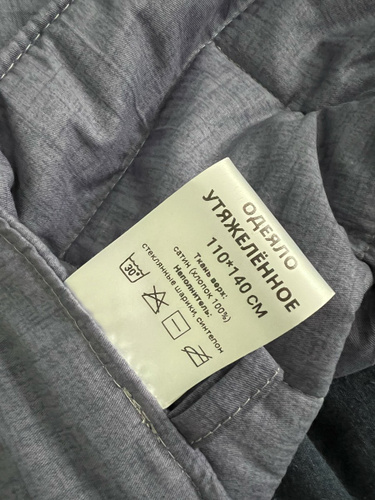 ОДЕЯЛО
УТЯЖЕЛЁННОЕ
110*140 СМ
Ткань верх:
сатин (хлопок 100%)
Наполнитель:
стеклянные шарики, синтепон
30°